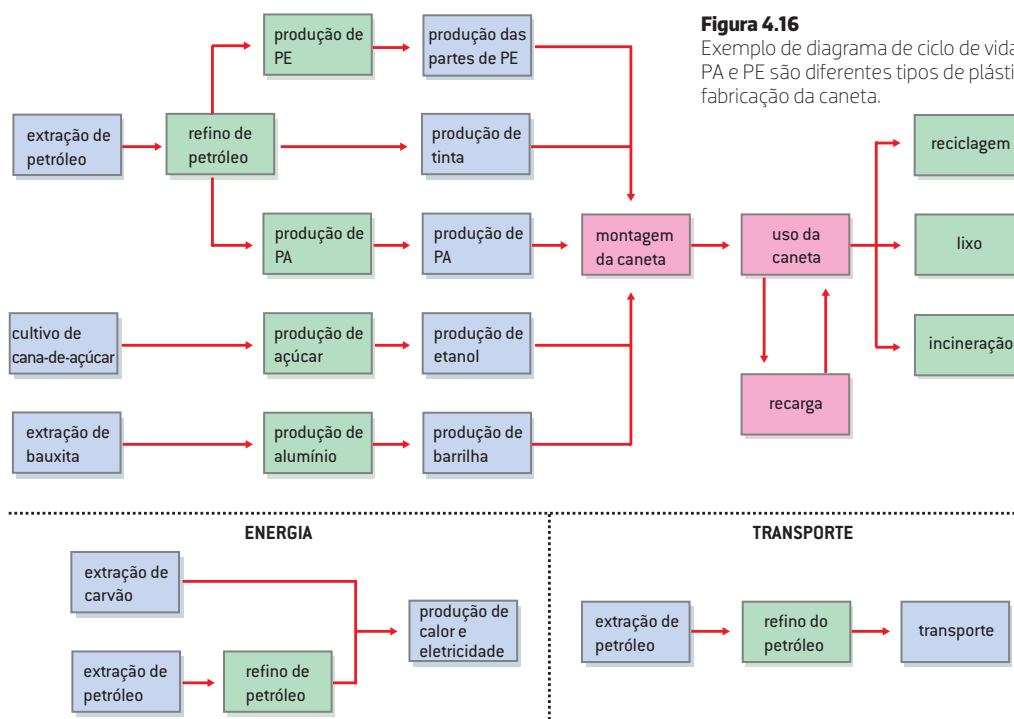 Figura 4.16
Exemplo de diagrama de ciclo de vida
PA e PE são diferentes tipos de plásti
fabricação da caneta.
produção de
PE
produção das
partes de PE
extração de
petróleo
refino de
petróleo
produção de
tinta
produção de
PA
produção de
PA
montagem
da caneta
uso da
caneta
reciclagem
lixo
incineração
recarga
cultivo de
cana-de-açúcar
produção de
açúcar
produção de
etanol
extração de
bauxita
produção de
alumínio
produção de
barrilha
ENERGIA
extração de
carvão
extração de
petróleo
refino de
petróleo
produção de
calor e
eletricidade
TRANSPORTE
extração de
petróleo
refino do
petróleo
transporte